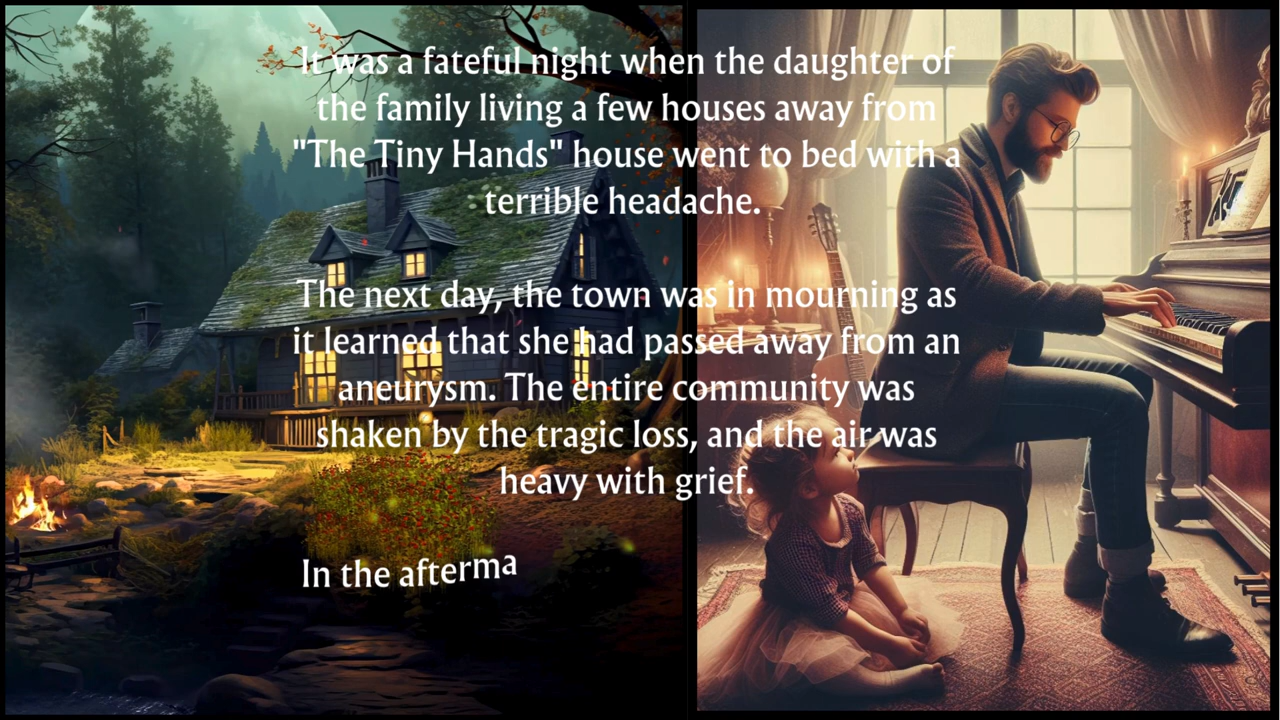 It was a fateful night when the daughter of
the family living a few houses away from
"The Tiny Hands" house went to bed with a
terrible headache.
The next day, the town was in mourning as
it learned that she had passed away from an
aneurysm. The entire community was
shaken by the tragic loss, and the air was
heavy with grief.
In the afterma